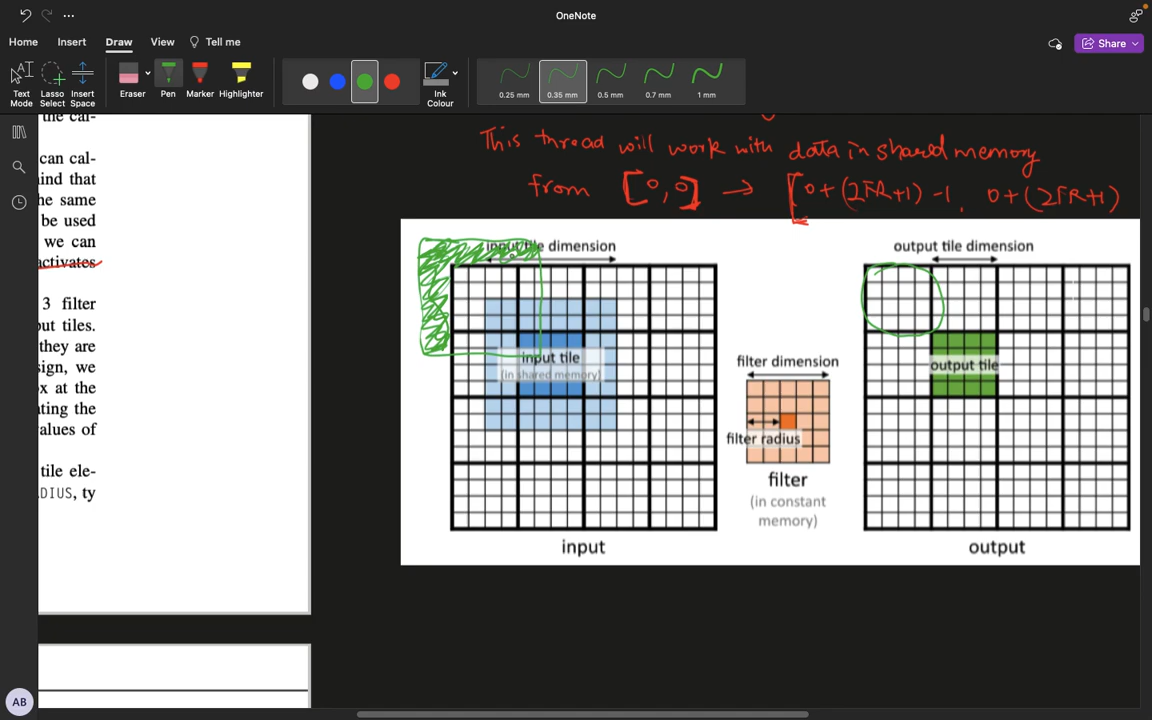 OneNote
Home Insert Draw View Tell me
Share
Text Mode
Lasso Select
Insert Space
Eraser
Pen
Marker
Highlighter
0.25 mm
0.35 mm
0.5 mm
0.7 mm
1 mm
Ink Colour
the cal-
can cal-
ind that
he same
be used
we can
activates
3 filter
out tiles.
they are
sign, we
x at the
ating the
values of
tile ele-
DIUS, ty
This thread will work with data in shared memory
from [0,0] → [0+(2FR+1)-1, 0+(2FR+1)
input tile dimension
output tile dimension
input tile
(in shared memory)
filter dimension
output tile
filter radius
filter
(in constant
memory)
input
output
AB